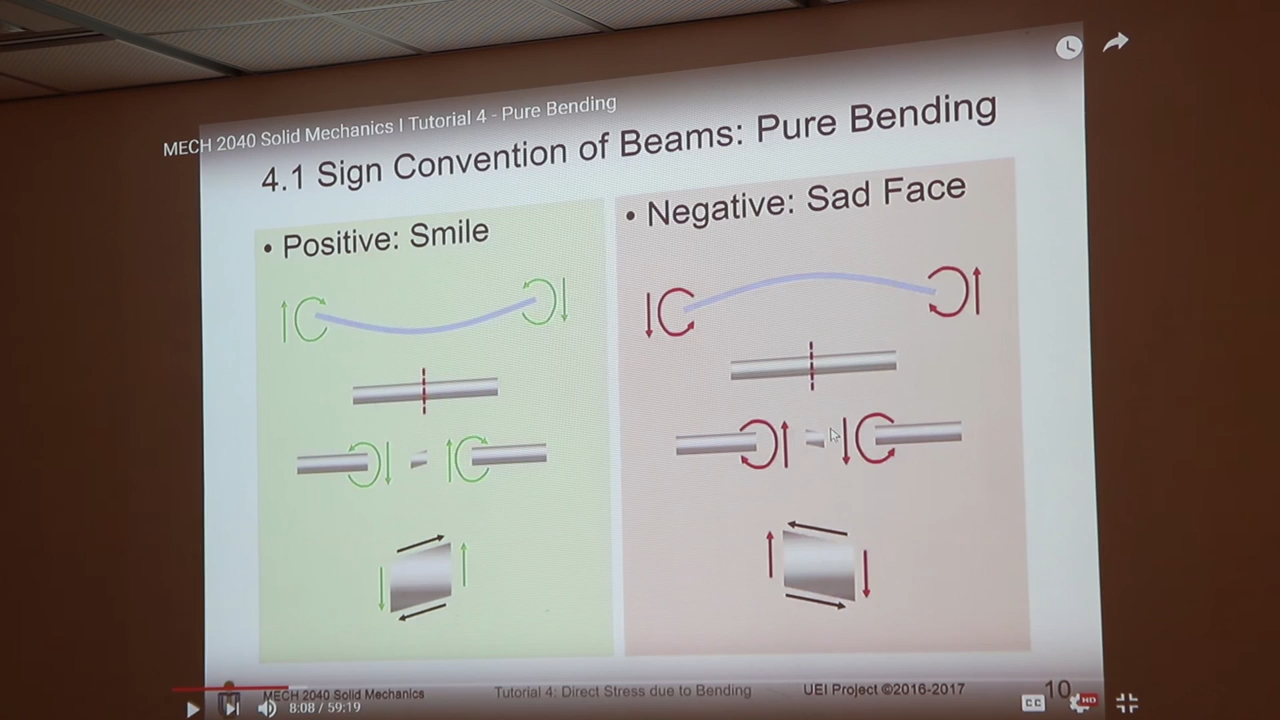 MECH 2040 Solid Mechanics I Tutorial 4 - Pure Bending
4.1 Sign Convention of Beams: Pure Bending
• Positive: Smile
• Negative: Sad Face
MECH 2040 Solid Mechanics
Tutorial 4: Direct Stress due to Bending
UEI Project ©2016-2017
10
8:08 / 59:19
CC
HD